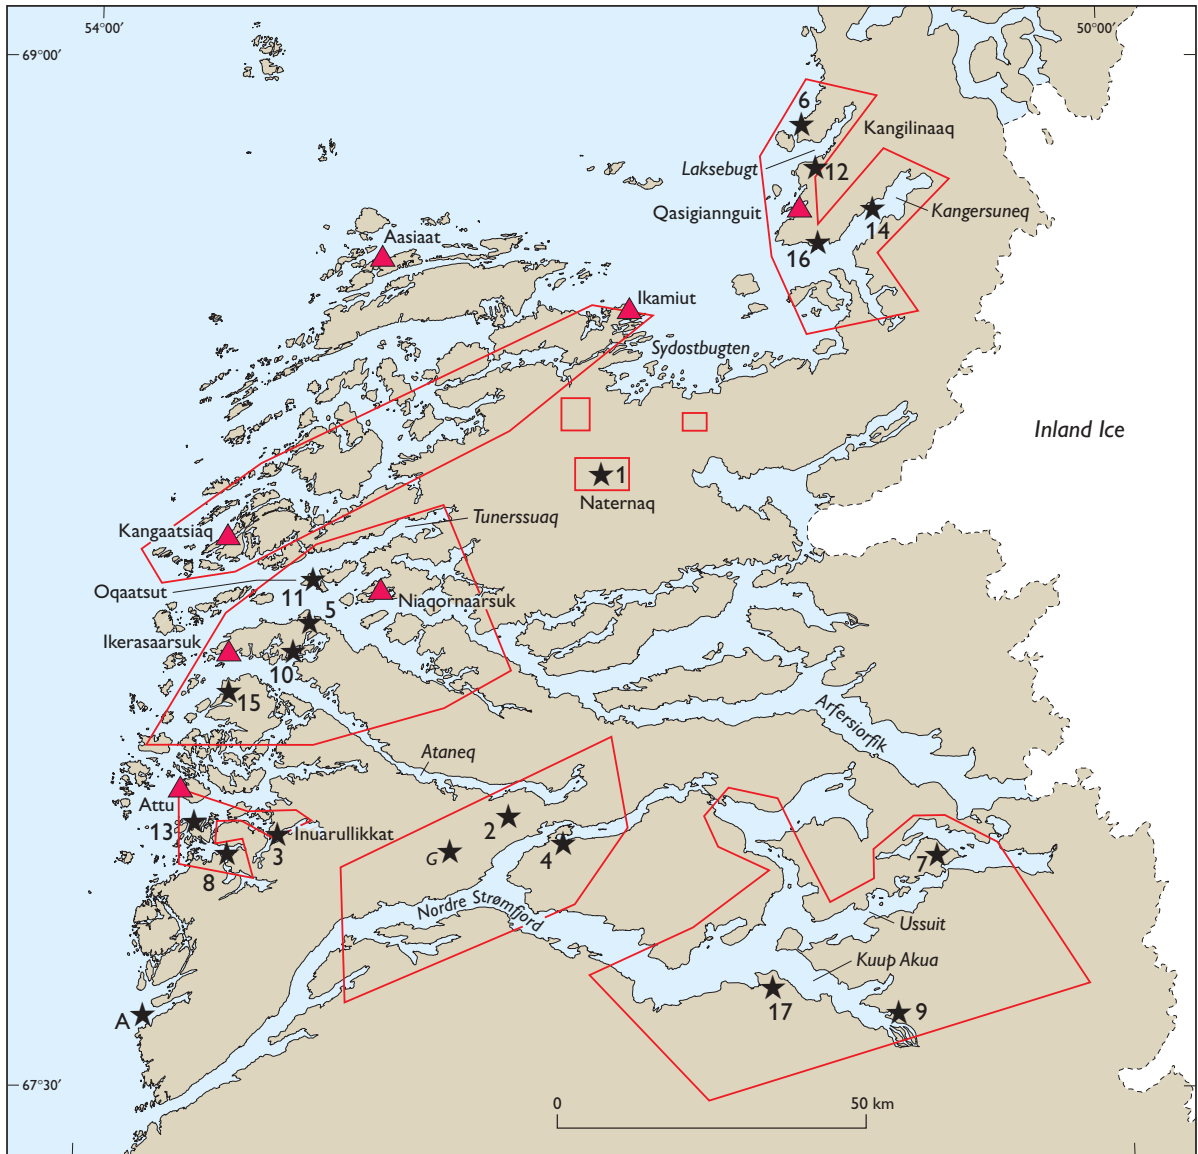 54°00'
50°00'
69°00'
6
Kangilinaaq
Laksebugt
12
Qasigiannguit
Kangersuneq
14
Aasiaat
16
Ikamiut
Sydostbugten
Inland Ice
1
Naternaq
Kangaatsiaq
Tunerssuaq
Oqaatsut
11
Niaqornaarsuk
5
Ikerasaarsuk
10
15
Arfersiorfik
Ataneq
Attu
13
Inuarullikkat
2
3
4
G
7
8
Nordre Strømfjord
Ussuit
Kuup Akua
A
17
9
67°30'
0
50 km